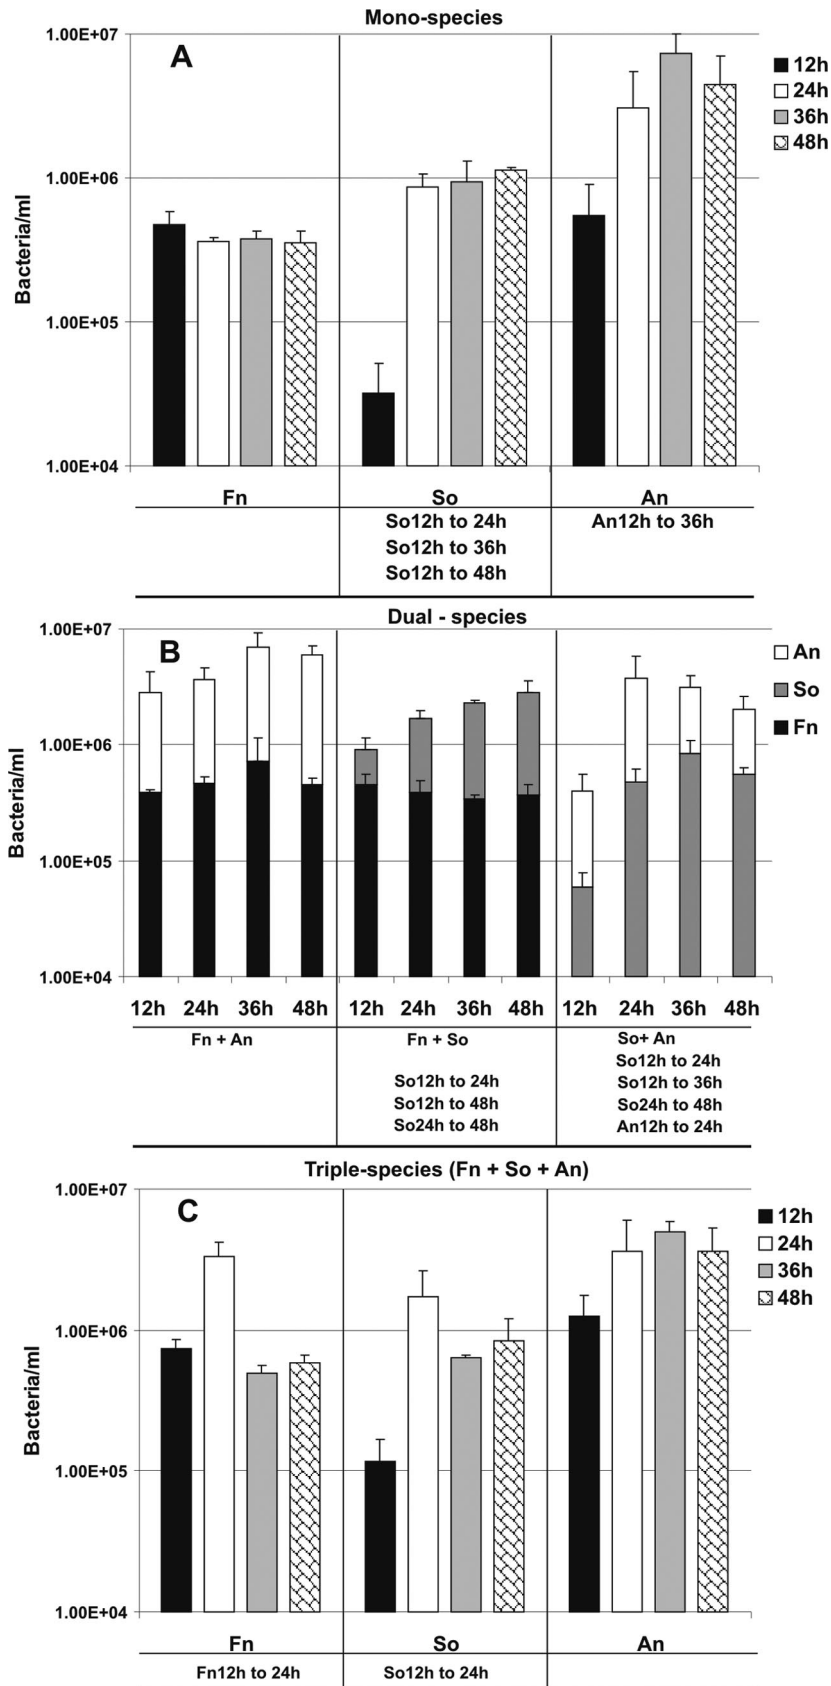 Mono-species
A
1.00E+07
1.00E+06
1.00E+05
1.00E+04
Bacteria/ml
12h
24h
36h
48h
Fn So An
So12h to 24h An12h to 36h
So12h to 36h
So12h to 48h
Dual - species
B
1.00E+07
1.00E+06
1.00E+05
1.00E+04
Bacteria/ml
An
So
Fn
12h 24h 36h 48h 12h 24h 36h 48h 12h 24h 36h 48h
Fn + An Fn + So So+ An
So12h to 24h
So12h to 24h So12h to 36h
So12h to 48h So24h to 48h
So24h to 48h An12h to 24h
Triple-species (Fn + So + An)
C
1.00E+07
1.00E+06
1.00E+05
1.00E+04
Bacteria/ml
12h
24h
36h
48h
Fn So An
Fn12h to 24h So12h to 24h